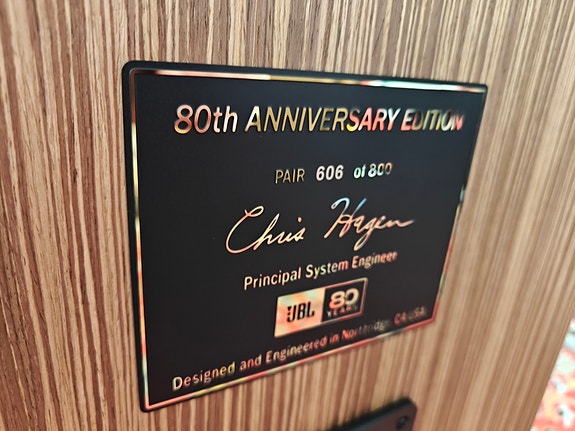 80th ANNIVERSARY EDITION
PAIR 606 of 800
Chris Hagen
Principal System Engineer
JBL 80 YEARS
Designed and Engineered in Northridge, CA USA.